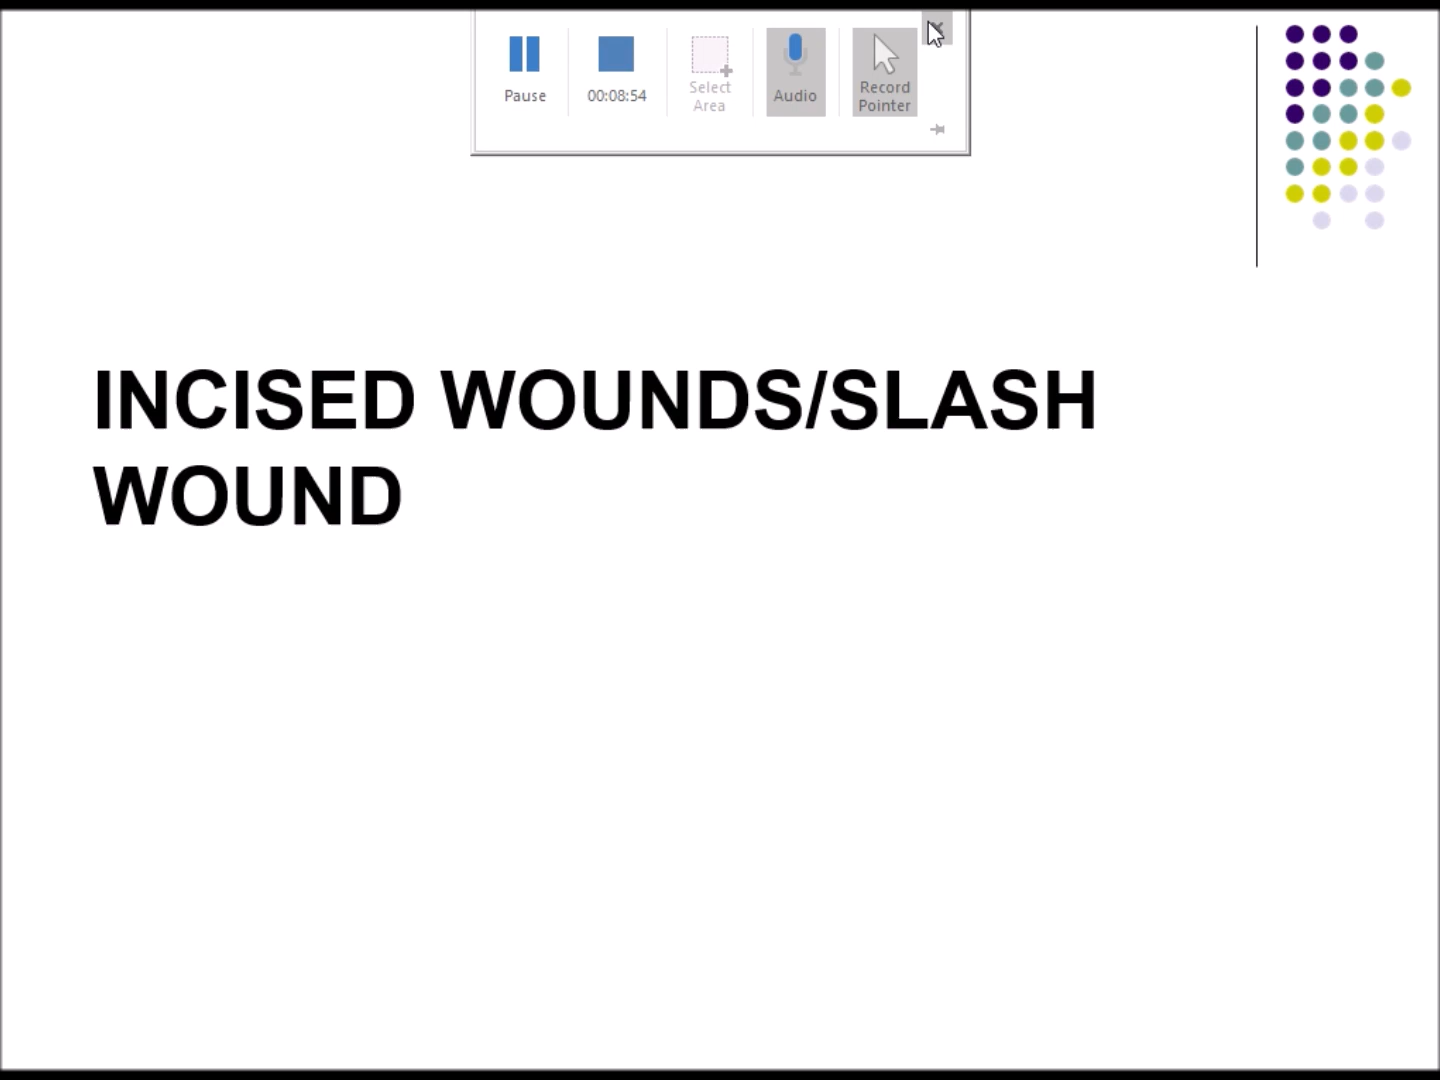 Pause
00:08:54
Select
Area
Audio
Record
Pointer
INCISED WOUNDS/SLASH
WOUND